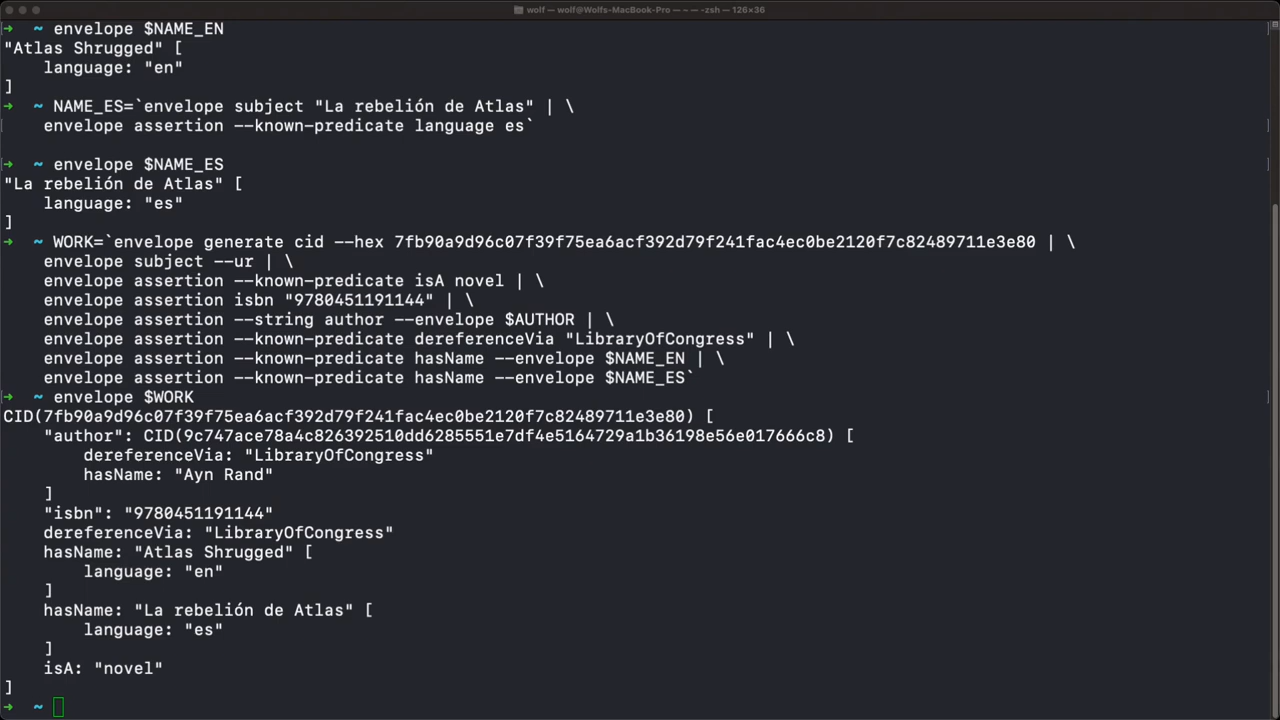 wolf — wolf@Wolfs-MacBook-Pro — ~ — -zsh — 126×36
➜  ~ envelope $NAME_EN
"Atlas Shrugged" [
    language: "en"
]
➜  ~ NAME_ES=`envelope subject "La rebelión de Atlas" | \
    envelope assertion --known-predicate language es`

➜  ~ envelope $NAME_ES
"La rebelión de Atlas" [
    language: "es"
]
➜  ~ WORK=`envelope generate cid --hex 7fb90a9d96c07f39f75ea6acf392d79f241fac4ec0be2120f7c82489711e3e80 | \
    envelope subject --ur | \
    envelope assertion --known-predicate isA novel | \
    envelope assertion isbn "9780451191144" | \
    envelope assertion --string author --envelope $AUTHOR | \
    envelope assertion --known-predicate dereferenceVia "LibraryOfCongress" | \
    envelope assertion --known-predicate hasName --envelope $NAME_EN | \
    envelope assertion --known-predicate hasName --envelope $NAME_ES`
➜  ~ envelope $WORK
CID(7fb90a9d96c07f39f75ea6acf392d79f241fac4ec0be2120f7c82489711e3e80) [
    "author": CID(9c747ace78a4c826392510dd6285551e7df4e5164729a1b36198e56e017666c8) [
        dereferenceVia: "LibraryOfCongress"
        hasName: "Ayn Rand"
    ]
    "isbn": "9780451191144"
    dereferenceVia: "LibraryOfCongress"
    hasName: "Atlas Shrugged" [
        language: "en"
    ]
    hasName: "La rebelión de Atlas" [
        language: "es"
    ]
    isA: "novel"
]
➜  ~